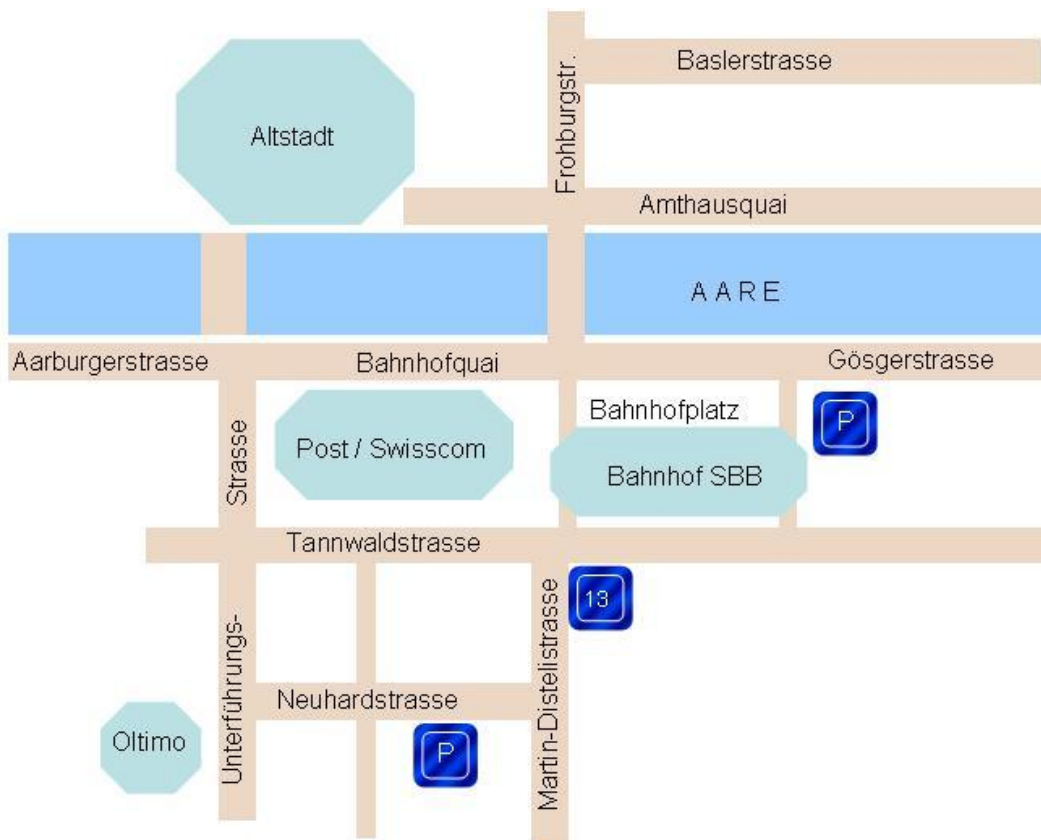 Baslerstrasse
Frohburgstr.
Altstadt
Amthausquai
A A R E
Aarburgerstrasse
Bahnhofquai
Gösgerstrasse
Bahnhofplatz
P
Post / Swisscom
Strasse
Bahnhof SBB
Tannwaldstrasse
13
Unterführungs-
Martin-Distelistrasse
Neuhardstrasse
Oltimo
P